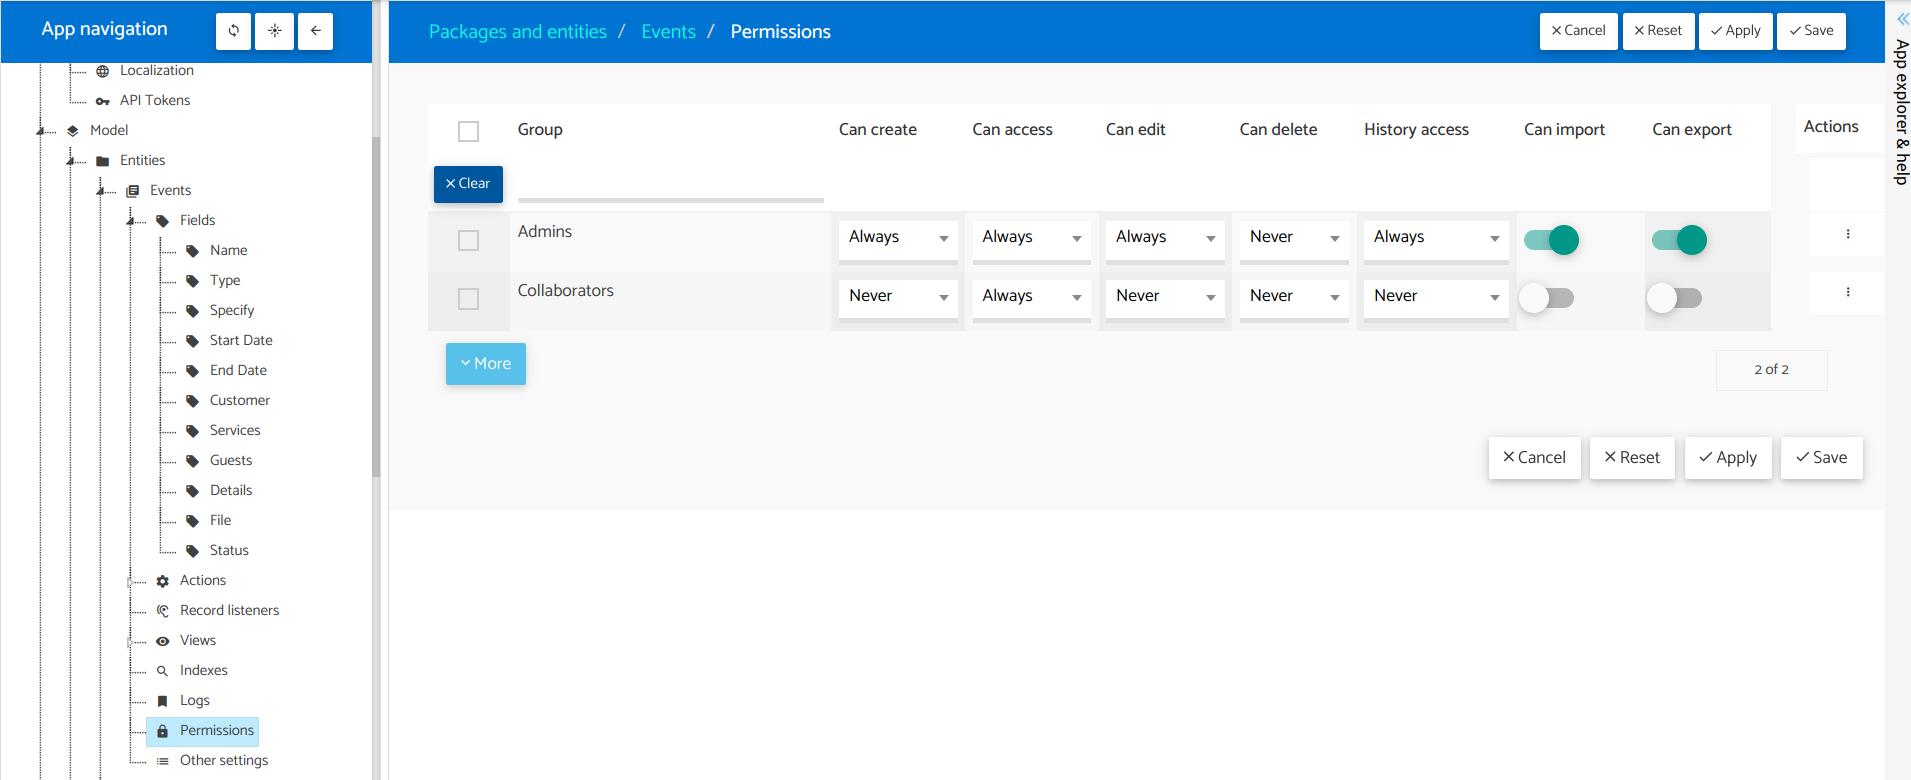 App navigation
Packages and entities / Events / Permissions
Cancel Reset Apply Save
App explorer & help
Localization
API Tokens
Model
Entities
Events
Fields
Name
Type
Specify
Start Date
End Date
Customer
Services
Guests
Details
File
Status
Actions
Record listeners
Views
Indexes
Logs
Permissions
Other settings
Group Can create Can access Can edit Can delete History access Can import Can export Actions
Clear
Admins Always Always Always Never Always
Collaborators Never Always Never Never Never
More
2 of 2
Cancel Reset Apply Save